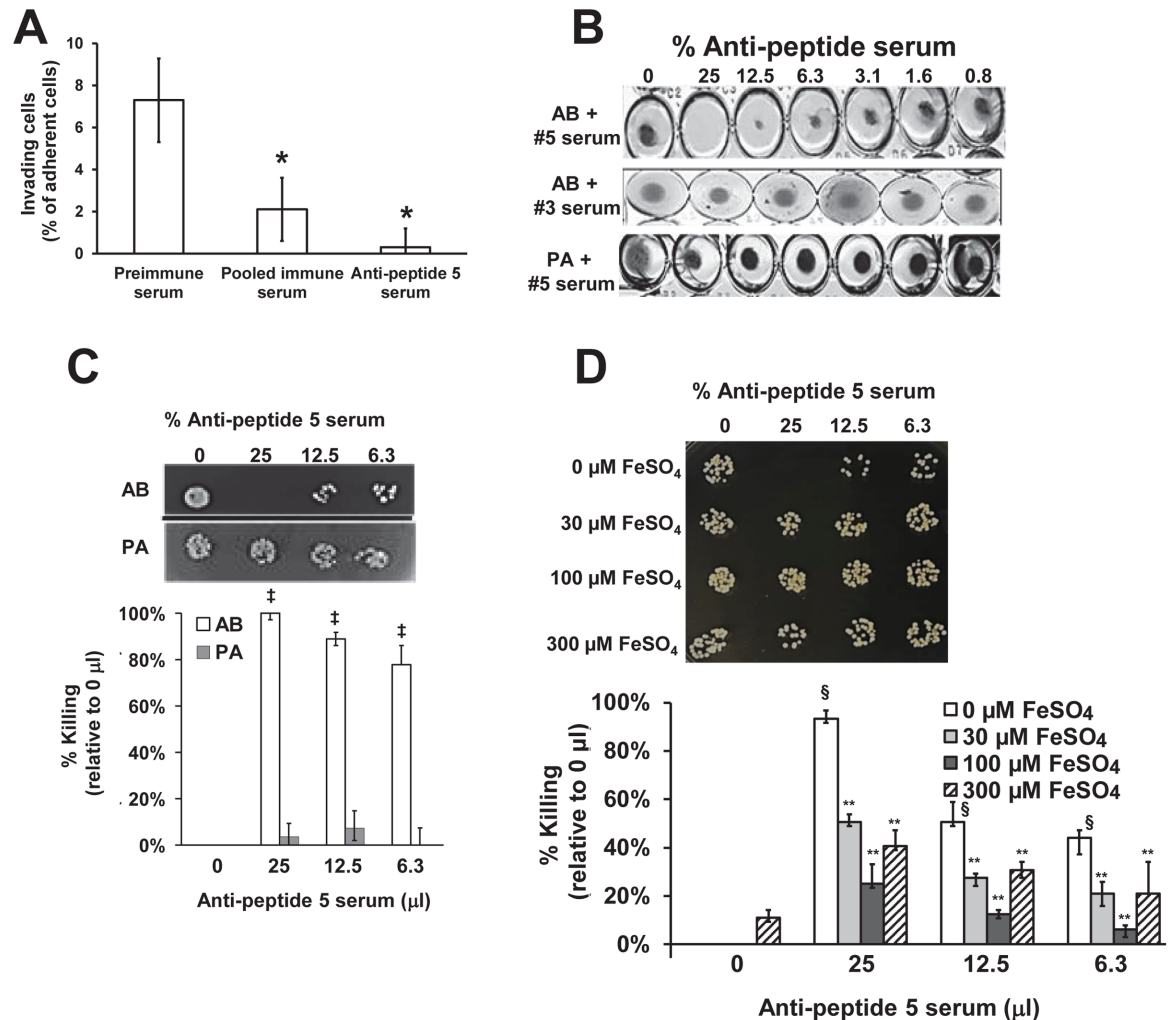 A
10
8
6
4
2
0
Invading cells
(% of adherent cells)
*
*
Preimmune
serum
Pooled immune
serum
Anti-peptide 5
serum
B
% Anti-peptide serum
0 25 12.5 6.3 3.1 1.6 0.8
AB +
#5 serum
AB +
#3 serum
PA +
#5 serum
C
% Anti-peptide 5 serum
0 25 12.5 6.3
AB
PA
100%
80%
60%
40%
20%
0%
% Killing
(relative to 0 µl)
AB
PA
‡
‡
‡
0 25 12.5 6.3
Anti-peptide 5 serum (µl)
D
% Anti-peptide 5 serum
0 25 12.5 6.3
0 µM FeSO₄
30 µM FeSO₄
100 µM FeSO₄
300 µM FeSO₄
100%
80%
60%
40%
20%
0%
% Killing
(relative to 0 µl)
0 µM FeSO₄
30 µM FeSO₄
100 µM FeSO₄
300 µM FeSO₄
§
**
**
**
§
**
**
**
§
**
**
**
0 25 12.5 6.3
Anti-peptide 5 serum (µl)